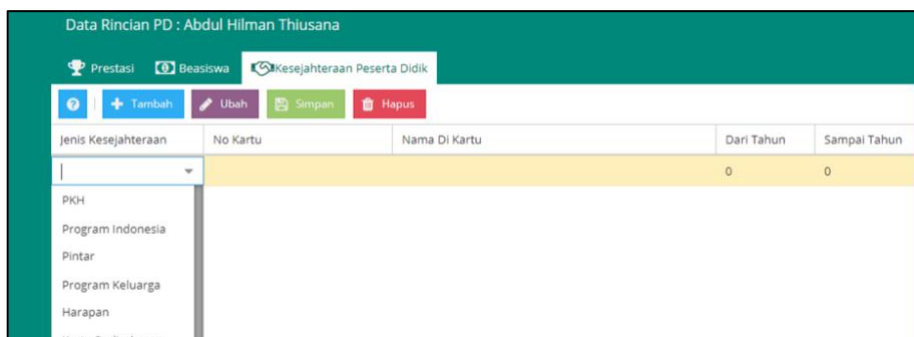 Data Rincian PD : Abdul Hilman Thiusana
Prestasi Beasiswa Kesejahteraan Peserta Didik
? Tambah Ubah Simpan Hapus
Jenis Kesejahteraan No Kartu Nama Di Kartu Dari Tahun Sampai Tahun
0 0
PKH
Program Indonesia
Pintar
Program Keluarga
Harapan